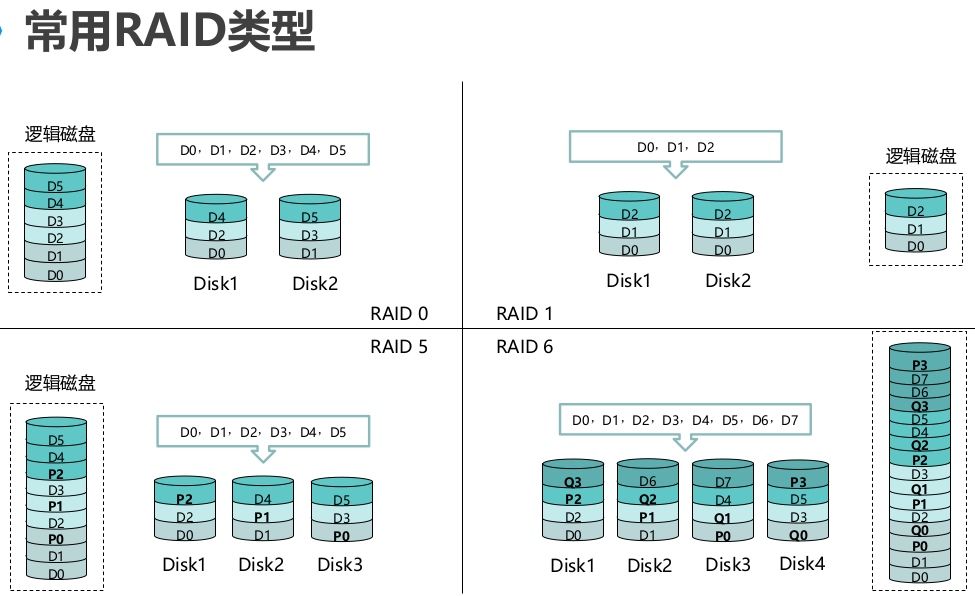 常用RAID类型
逻辑磁盘
D5
D4
D3
D2
D1
D0
D0，D1，D2，D3，D4，D5
D4
D2
D0
Disk1
D5
D3
D1
Disk2
RAID 0
D0，D1，D2
D2
D1
D0
Disk1
D2
D1
D0
Disk2
逻辑磁盘
D2
D1
D0
RAID 1
RAID 5
逻辑磁盘
D5
D4
P2
D3
P1
D2
P0
D1
D0
D0，D1，D2，D3，D4，D5
P2
D2
D0
Disk1
D4
P1
D1
Disk2
D5
D3
P0
Disk3
RAID 6
D0，D1，D2，D3，D4，D5，D6，D7
Q3
P2
D2
D0
Disk1
D6
Q2
P1
D1
Disk2
D7
D4
Q1
P0
Disk3
P3
D5
D3
Q0
Disk4
P3
D7
D6
Q3
D5
D4
Q2
P2
D3
Q1
P1
D2
Q0
P0
D1
D0